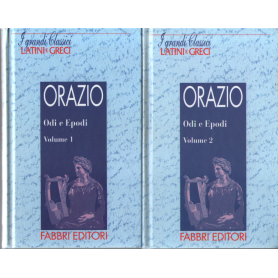 I grandi Classici
LATINI e GRECI
ORAZIO
Odi e Epodi
Volume 1
FABBRI EDITORI
I grandi Classici
LATINI e GRECI
ORAZIO
Odi e Epodi
Volume 2
FABBRI EDITORI